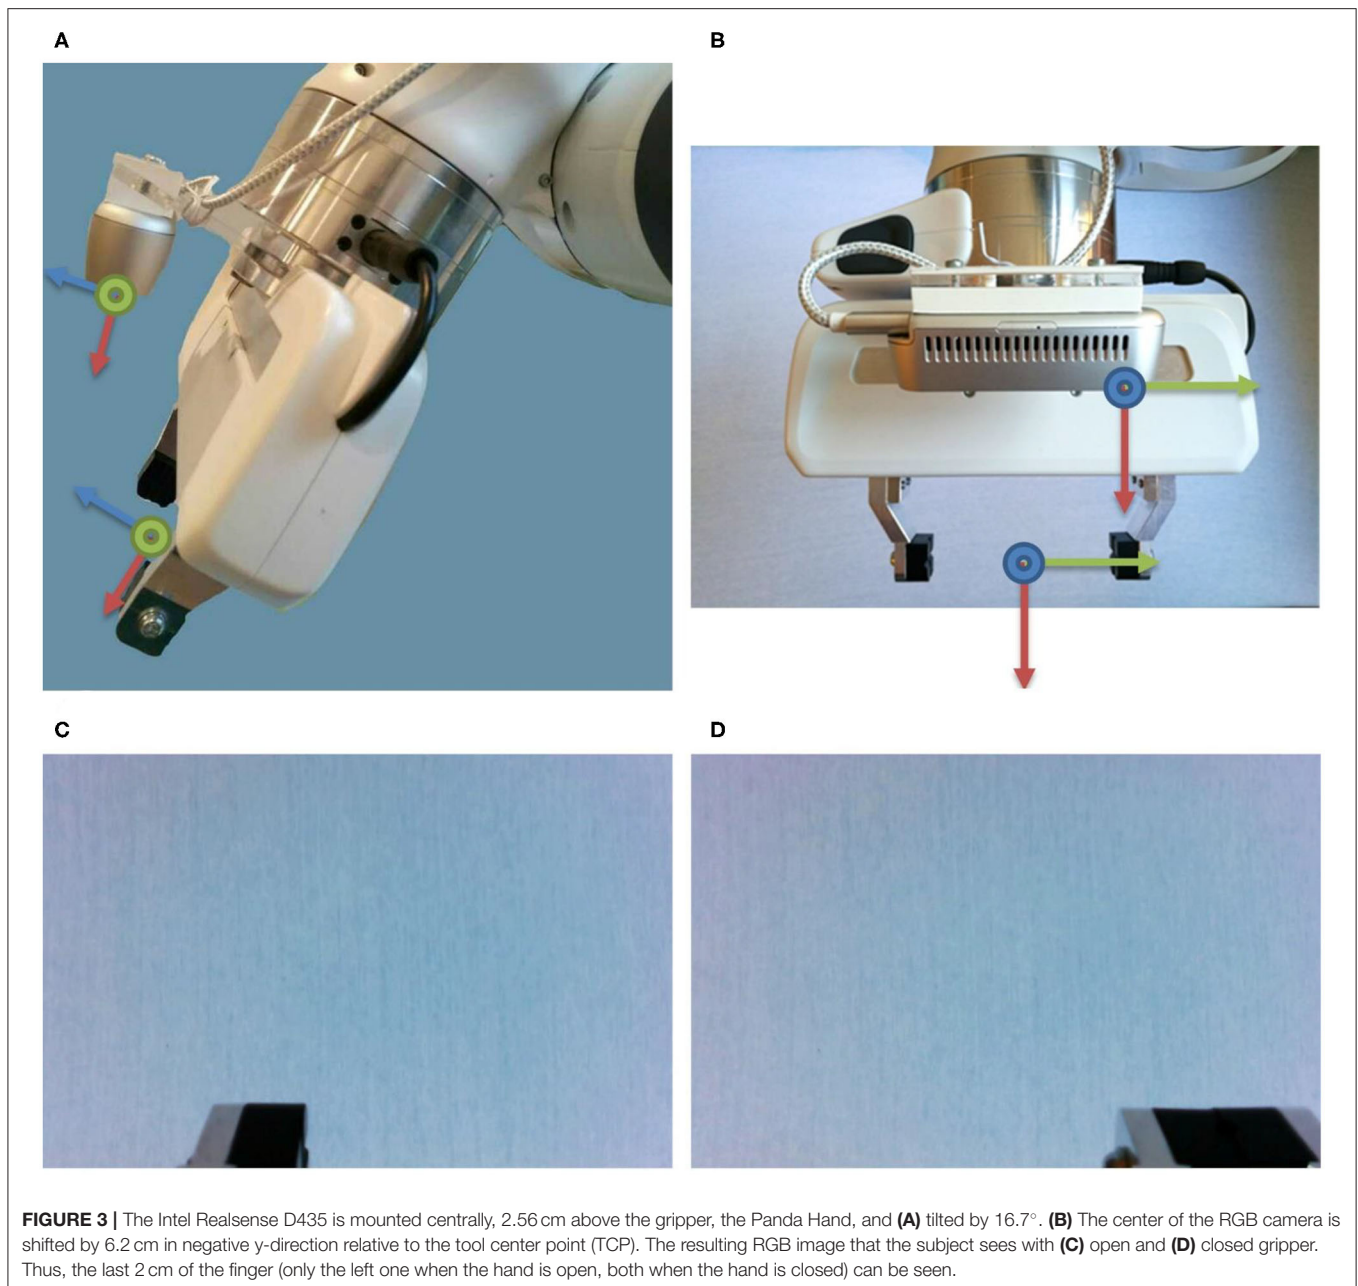 A
B
C
D
FIGURE 3 | The Intel Realsense D435 is mounted centrally, 2.56 cm above the gripper, the Panda Hand, and (A) tilted by 16.7°. (B) The center of the RGB camera is
shifted by 6.2 cm in negative y-direction relative to the tool center point (TCP). The resulting RGB image that the subject sees with (C) open and (D) closed gripper.
Thus, the last 2 cm of the finger (only the left one when the hand is open, both when the hand is closed) can be seen.